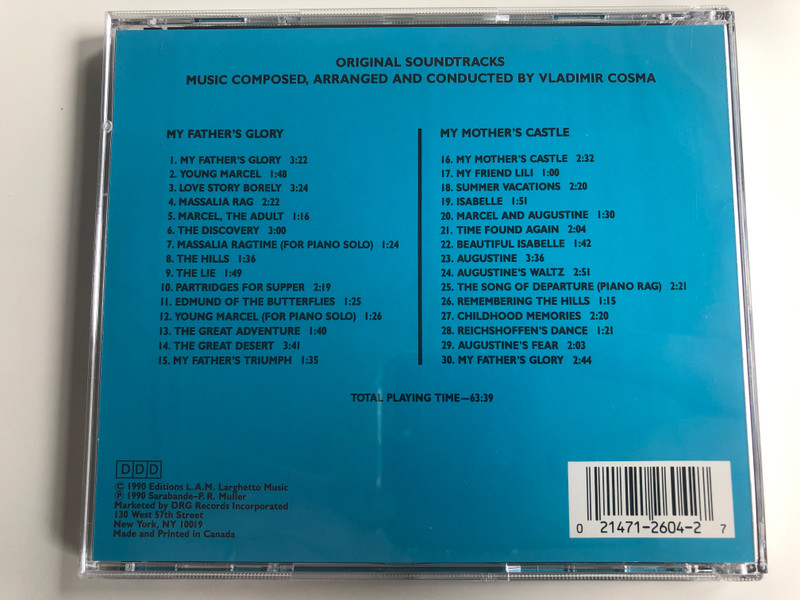 ORIGINAL SOUNDTRACKS
MUSIC COMPOSED, ARRANGED AND CONDUCTED BY VLADIMIR COSMA
MY FATHER'S GLORY
1. MY FATHER'S GLORY 3:22
2. YOUNG MARCEL 1:48
3. LOVE STORY BORELY 3:24
4. MASSALIA RAG 2:22
5. MARCEL, THE ADULT 1:16
6. THE DISCOVERY 3:00
7. MASSALIA RAGTIME (FOR PIANO SOLO) 1:24
8. THE HILLS 1:36
9. THE LIE 1:49
10. PARTRIDGES FOR SUPPER 2:19
11. EDMUND OF THE BUTTERFLIES 1:25
12. YOUNG MARCEL (FOR PIANO SOLO) 1:26
13. THE GREAT ADVENTURE 1:40
14. THE GREAT DESERT 3:41
15. MY FATHER'S TRIUMPH 1:35
MY MOTHER'S CASTLE
16. MY MOTHER'S CASTLE 2:32
17. MY FRIEND LILI 1:00
18. SUMMER VACATIONS 2:20
19. ISABELLE 1:51
20. MARCEL AND AUGUSTINE 1:30
21. TIME FOUND AGAIN 2:04
22. BEAUTIFUL ISABELLE 1:42
23. AUGUSTINE 3:36
24. AUGUSTINE'S WALTZ 2:51
25. THE SONG OF DEPARTURE (PIANO RAG) 2:21
26. REMEMBERING THE HILLS 1:15
27. CHILDHOOD MEMORIES 2:20
28. REICHSHOFFEN'S DANCE 1:21
29. AUGUSTINE'S FEAR 2:03
30. MY FATHER'S GLORY 2:44
TOTAL PLAYING TIME—63:39
DDD
© 1990 Editions L.A.M. Larghetto Music
℗ 1990 Sarabande–P. R. Muller
Marketed by DRG Records Incorporated
130 West 57th Street
New York, NY 10019
Made and Printed in Canada
0 21471-2604-2 7